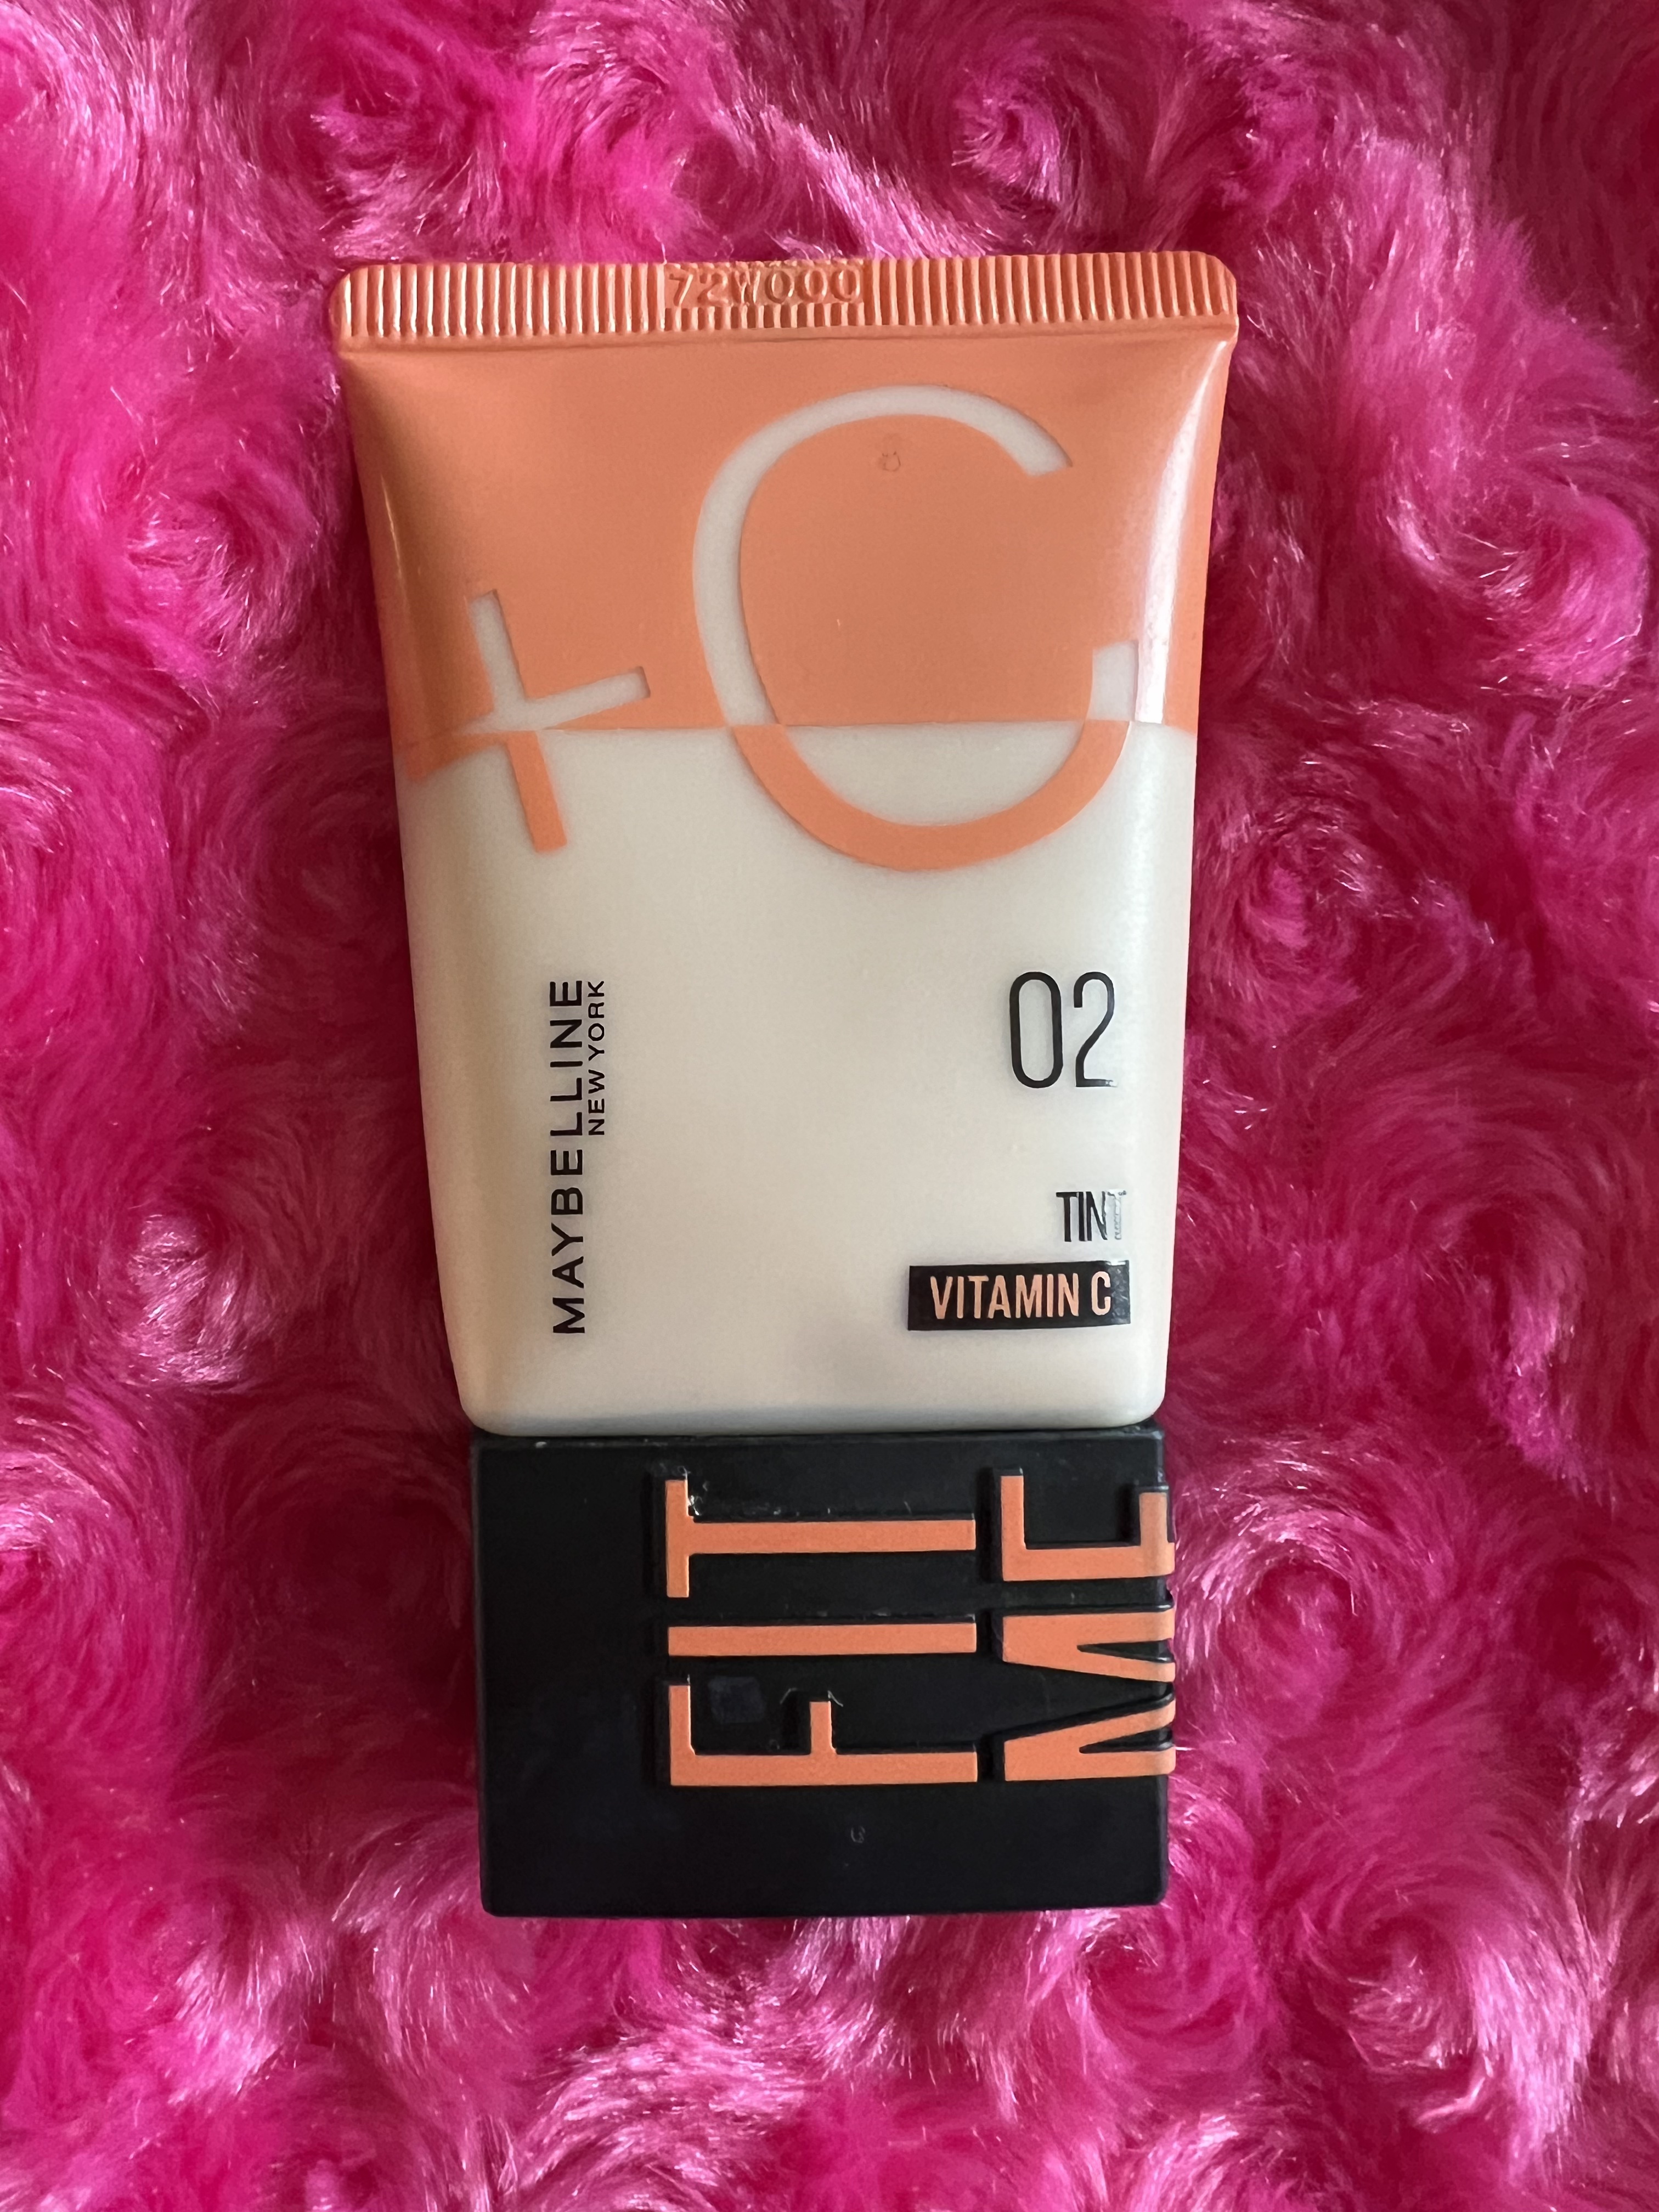 72W000
+C
MAYBELLINE
NEW YORK
02
TINT
VITAMIN C
FIT
ME